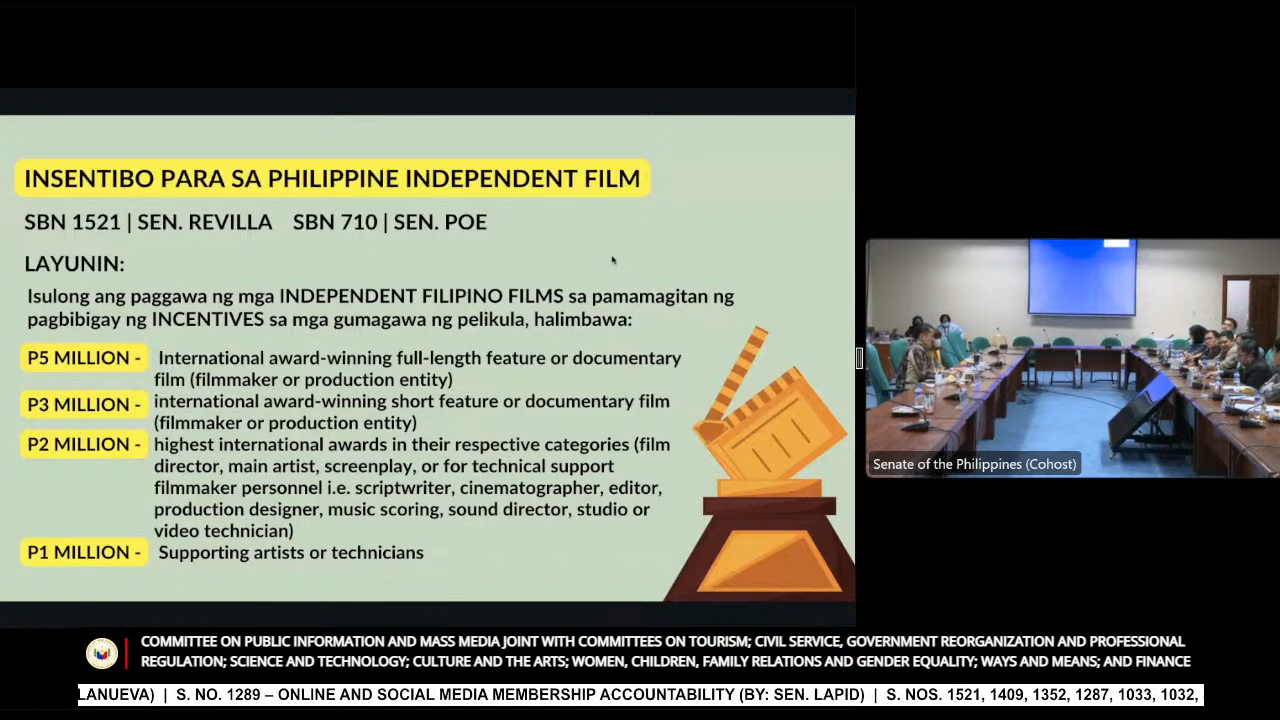 INSENTIBO PARA SA PHILIPPINE INDEPENDENT FILM
SBN 1521 | SEN. REVILLA SBN 710 | SEN. POE
LAYUNIN:
Isulong ang paggawa ng mga INDEPENDENT FILIPINO FILMS sa pamamagitan ng
pagbibigay ng INCENTIVES sa mga gumagawa ng pelikula, halimbawa:
P5 MILLION - International award-winning full-length feature or documentary
film (filmmaker or production entity)
P3 MILLION - international award-winning short feature or documentary film
(filmmaker or production entity)
P2 MILLION - highest international awards in their respective categories (film
director, main artist, screenplay, or for technical support
filmmaker personnel i.e. scriptwriter, cinematographer, editor,
production designer, music scoring, sound director, studio or
video technician)
P1 MILLION - Supporting artists or technicians
Senate of the Philippines (Cohost)
COMMITTEE ON PUBLIC INFORMATION AND MASS MEDIA JOINT WITH COMMITTEES ON TOURISM; CIVIL SERVICE, GOVERNMENT REORGANIZATION AND PROFESSIONAL
REGULATION; SCIENCE AND TECHNOLOGY; CULTURE AND THE ARTS; WOMEN, CHILDREN, FAMILY RELATIONS AND GENDER EQUALITY; WAYS AND MEANS; AND FINANCE
LANUEVA) | S. NO. 1289 – ONLINE AND SOCIAL MEDIA MEMBERSHIP ACCOUNTABILITY (BY: SEN. LAPID) | S. NOS. 1521, 1409, 1352, 1287, 1033, 1032,